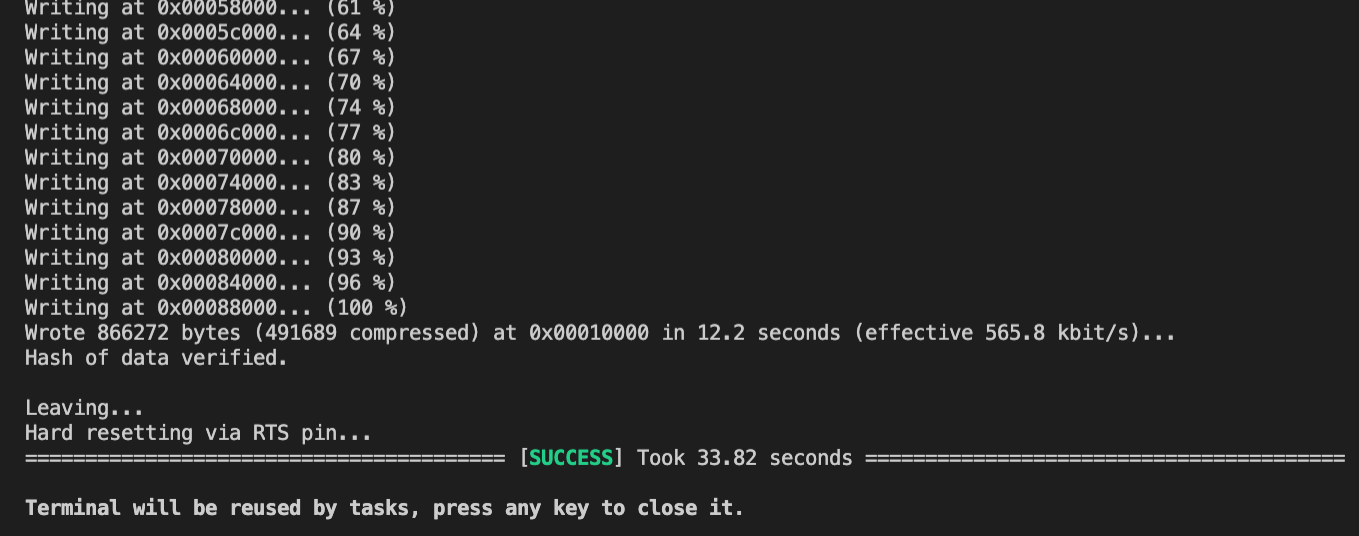 Writing at 0x00058000... (61 %)
Writing at 0x0005c000... (64 %)
Writing at 0x00060000... (67 %)
Writing at 0x00064000... (70 %)
Writing at 0x00068000... (74 %)
Writing at 0x0006c000... (77 %)
Writing at 0x00070000... (80 %)
Writing at 0x00074000... (83 %)
Writing at 0x00078000... (87 %)
Writing at 0x0007c000... (90 %)
Writing at 0x00080000... (93 %)
Writing at 0x00084000... (96 %)
Writing at 0x00088000... (100 %)
Wrote 866272 bytes (491689 compressed) at 0x00010000 in 12.2 seconds (effective 565.8 kbit/s)...
Hash of data verified.
Leaving...
Hard resetting via RTS pin...
======================================== [SUCCESS] Took 33.82 seconds ========================================
Terminal will be reused by tasks, press any key to close it.